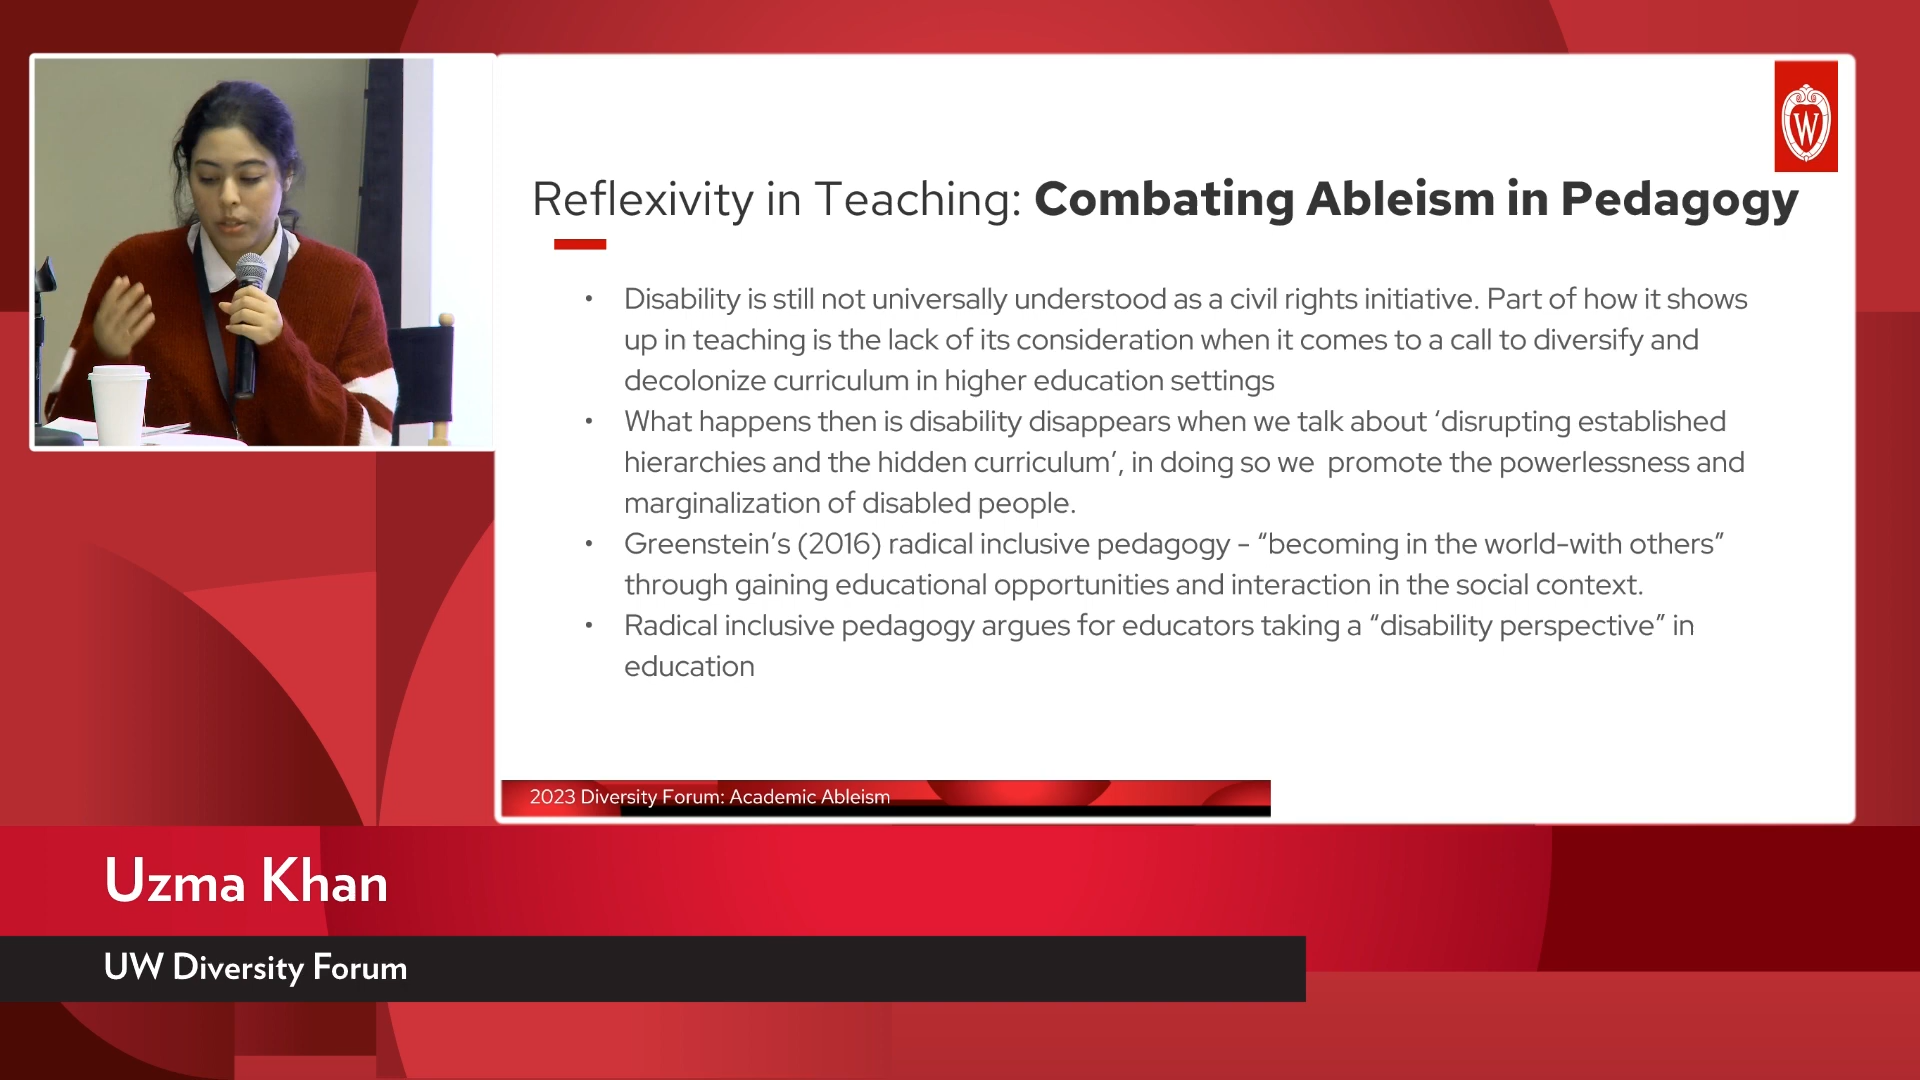 W
Reflexivity in Teaching: Combating Ableism in Pedagogy
• Disability is still not universally understood as a civil rights initiative. Part of how it shows
up in teaching is the lack of its consideration when it comes to a call to diversify and
decolonize curriculum in higher education settings
• What happens then is disability disappears when we talk about ‘disrupting established
hierarchies and the hidden curriculum’, in doing so we  promote the powerlessness and
marginalization of disabled people.
• Greenstein’s (2016) radical inclusive pedagogy - “becoming in the world-with others”
through gaining educational opportunities and interaction in the social context.
• Radical inclusive pedagogy argues for educators taking a “disability perspective” in
education
2023 Diversity Forum: Academic Ableism
Uzma Khan
UW Diversity Forum